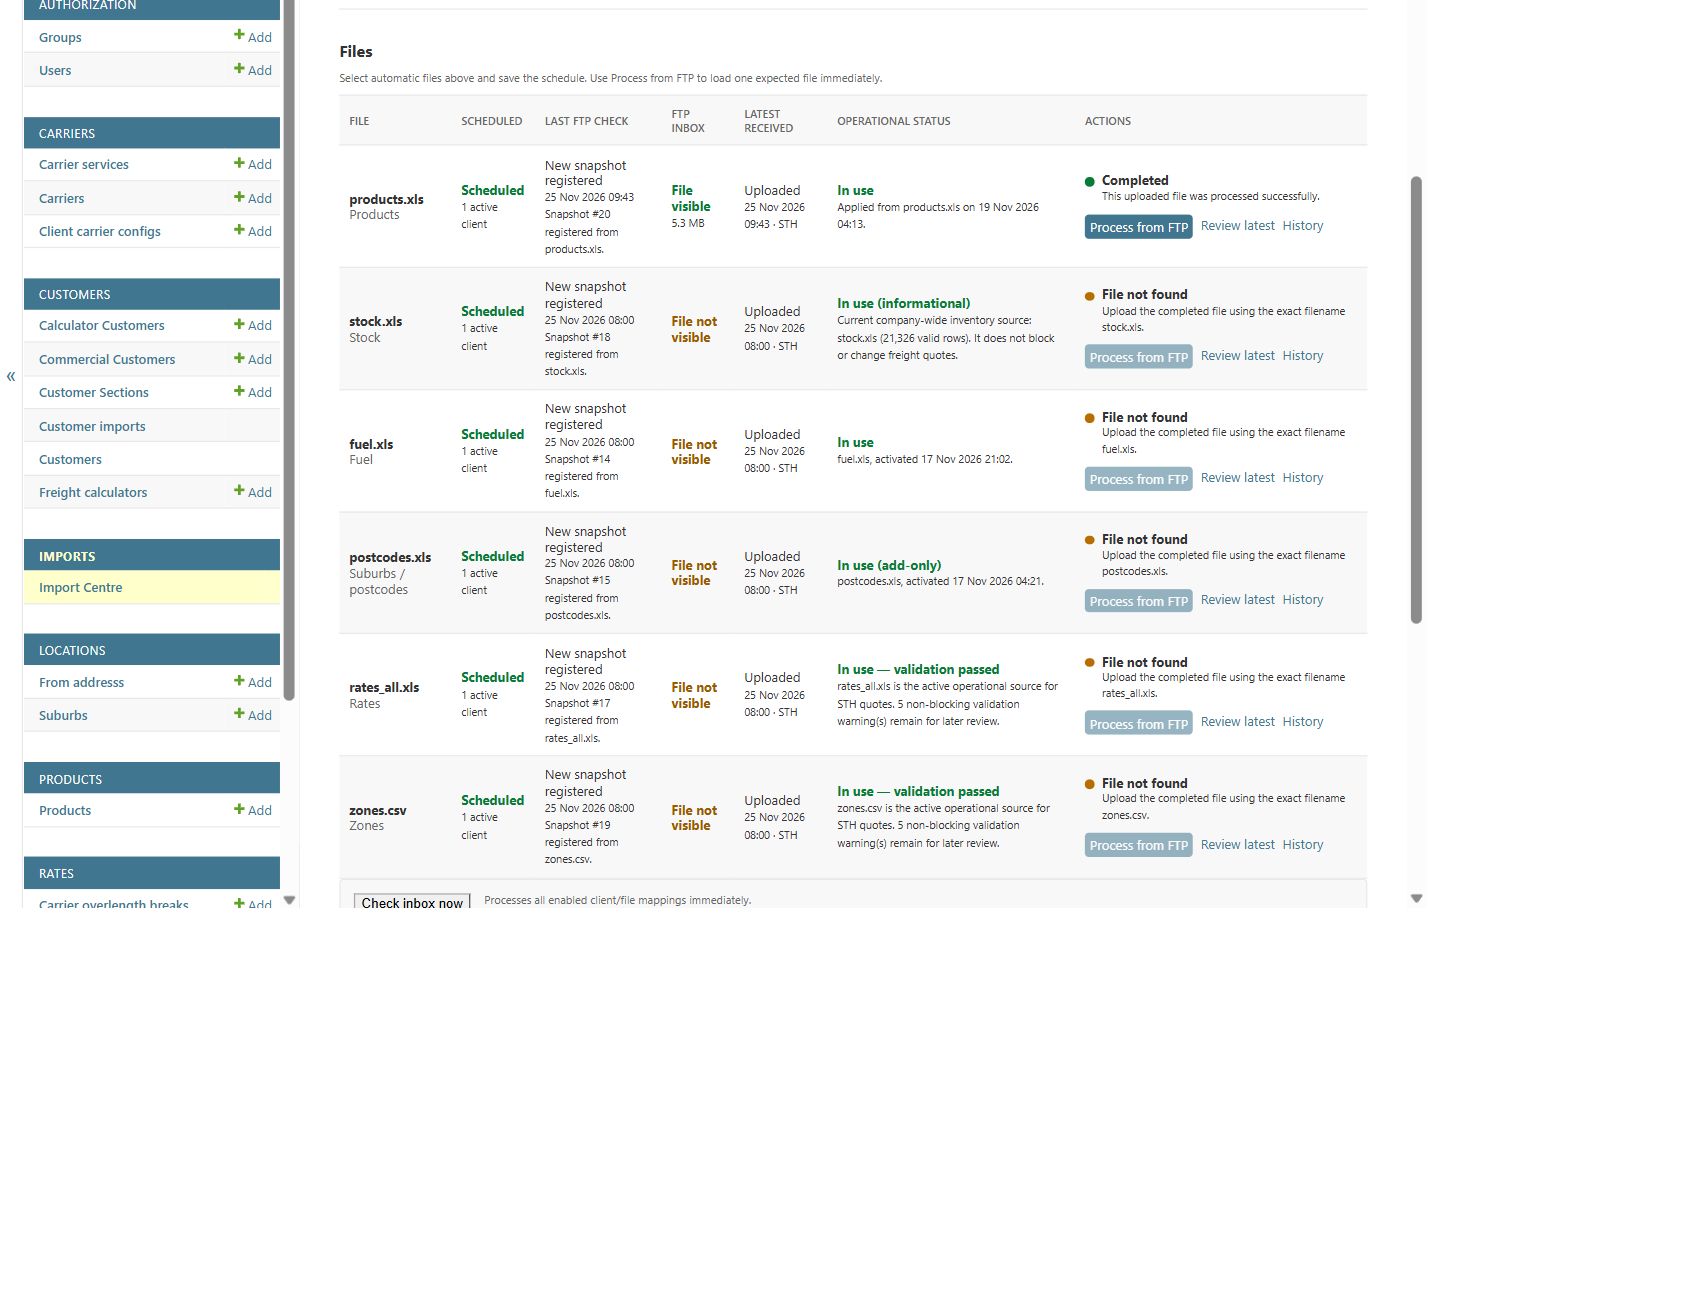 AUTHORIZATION
Groups Add
Users Add
CARRIERS
Carrier services Add
Carriers Add
Client carrier configs Add
CUSTOMERS
Calculator Customers Add
Commercial Customers Add
Customer Sections Add
Customer imports
Customers
Freight calculators Add
IMPORTS
Import Centre
LOCATIONS
From addresss Add
Suburbs Add
PRODUCTS
Products Add
RATES
Carrier overlength breaks Add
«
Files
Select automatic files above and save the schedule. Use Process from FTP to load one expected file immediately.
FILE
SCHEDULED
LAST FTP CHECK
FTP
INBOX
LATEST
RECEIVED
OPERATIONAL STATUS
ACTIONS
products.xls
Products
Scheduled
1 active
client
New snapshot
registered
25 Nov 2026 09:43
Snapshot #20
registered from
products.xls.
File
visible
5.3 MB
Uploaded
25 Nov 2026
09:43 · STH
In use
Applied from products.xls on 19 Nov 2026
04:13.
Completed
This uploaded file was processed successfully.
Process from FTP Review latest History
stock.xls
Stock
Scheduled
1 active
client
New snapshot
registered
25 Nov 2026 08:00
Snapshot #18
registered from
stock.xls.
File not
visible
Uploaded
25 Nov 2026
08:00 · STH
In use (informational)
Current company-wide inventory source:
stock.xls (21,326 valid rows). It does not block
or change freight quotes.
File not found
Upload the completed file using the exact filename
stock.xls.
Process from FTP Review latest History
fuel.xls
Fuel
Scheduled
1 active
client
New snapshot
registered
25 Nov 2026 08:00
Snapshot #14
registered from
fuel.xls.
File not
visible
Uploaded
25 Nov 2026
08:00 · STH
In use
fuel.xls, activated 17 Nov 2026 21:02.
File not found
Upload the completed file using the exact filename
fuel.xls.
Process from FTP Review latest History
postcodes.xls
Suburbs /
postcodes
Scheduled
1 active
client
New snapshot
registered
25 Nov 2026 08:00
Snapshot #15
registered from
postcodes.xls.
File not
visible
Uploaded
25 Nov 2026
08:00 · STH
In use (add-only)
postcodes.xls, activated 17 Nov 2026 04:21.
File not found
Upload the completed file using the exact filename
postcodes.xls.
Process from FTP Review latest History
rates_all.xls
Rates
Scheduled
1 active
client
New snapshot
registered
25 Nov 2026 08:00
Snapshot #17
registered from
rates_all.xls.
File not
visible
Uploaded
25 Nov 2026
08:00 · STH
In use — validation passed
rates_all.xls is the active operational source for
STH quotes. 5 non-blocking validation
warning(s) remain for later review.
File not found
Upload the completed file using the exact filename
rates_all.xls.
Process from FTP Review latest History
zones.csv
Zones
Scheduled
1 active
client
New snapshot
registered
25 Nov 2026 08:00
Snapshot #19
registered from
zones.csv.
File not
visible
Uploaded
25 Nov 2026
08:00 · STH
In use — validation passed
zones.csv is the active operational source for
STH quotes. 5 non-blocking validation
warning(s) remain for later review.
File not found
Upload the completed file using the exact filename
zones.csv.
Process from FTP Review latest History
Check inbox now Processes all enabled client/file mappings immediately.